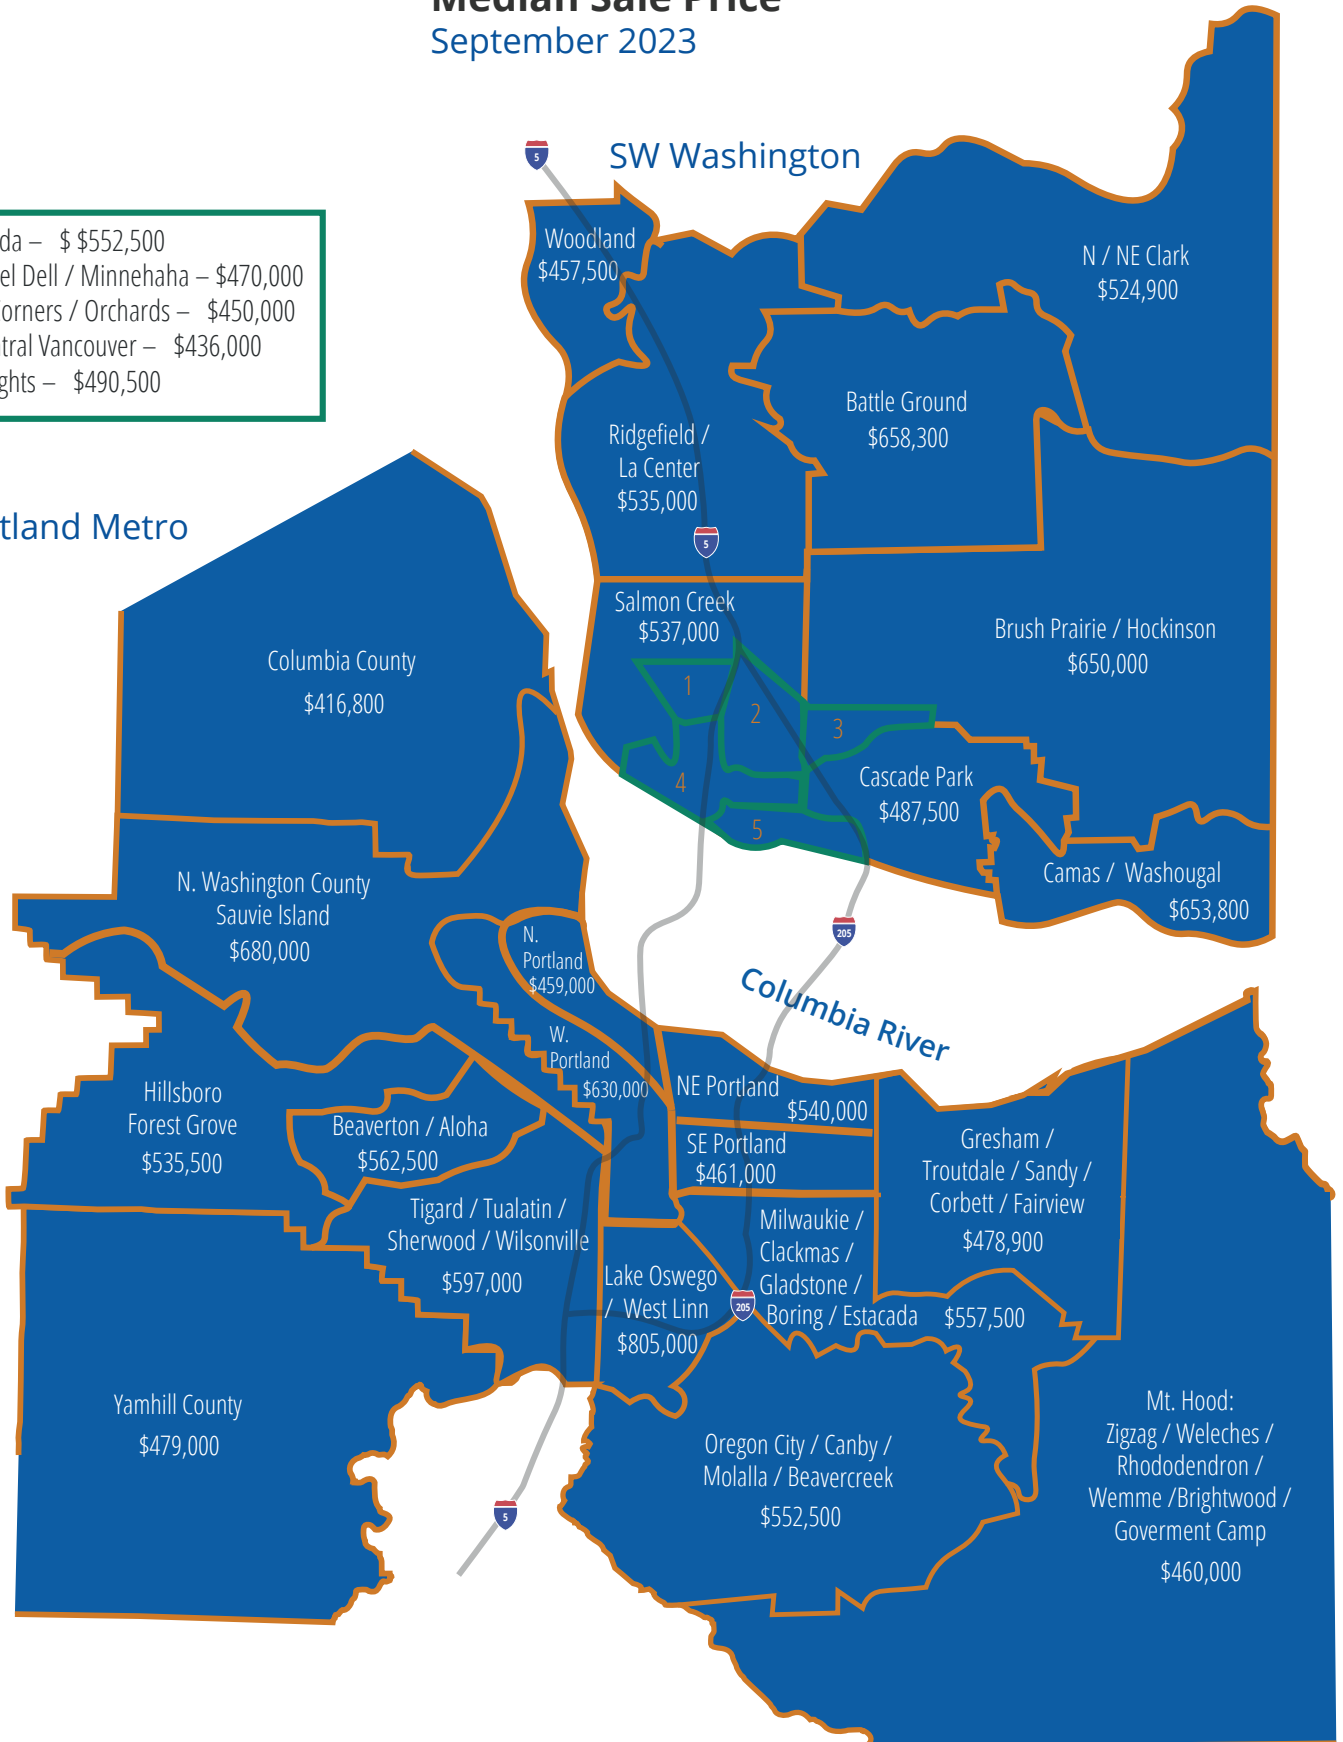 Median Sale Price
September 2023
SW Washington
da – $ $552,500
el Dell / Minnehaha – $470,000
orners / Orchards – $450,000
tral Vancouver – $436,000
ghts – $490,500
tland Metro
5
Woodland
$457,500
N / NE Clark
$524,900
Battle Ground
$658,300
Ridgefield /
La Center
$535,000
5
Salmon Creek
$537,000
Brush Prairie / Hockinson
$650,000
1
2
3
4
5
Cascade Park
$487,500
Camas / Washougal
$653,800
Columbia County
$416,800
N. Washington County
Sauvie Island
$680,000
205
Columbia River
N.
Portland
$459,000
W.
Portland
$630,000
NE Portland
$540,000
SE Portland
$461,000
Hillsboro
Forest Grove
$535,500
Beaverton / Aloha
$562,500
Gresham /
Troutdale / Sandy /
Corbett / Fairview
$478,900
Tigard / Tualatin /
Sherwood / Wilsonville
$597,000
Lake Oswego
/ West Linn
$805,000
205
Milwaukie /
Clackmas /
Gladstone /
Boring / Estacada
$557,500
Yamhill County
$479,000
Oregon City / Canby /
Molalla / Beavercreek
$552,500
Mt. Hood:
Zigzag / Weleches /
Rhododendron /
Wemme /Brightwood /
Goverment Camp
$460,000
5